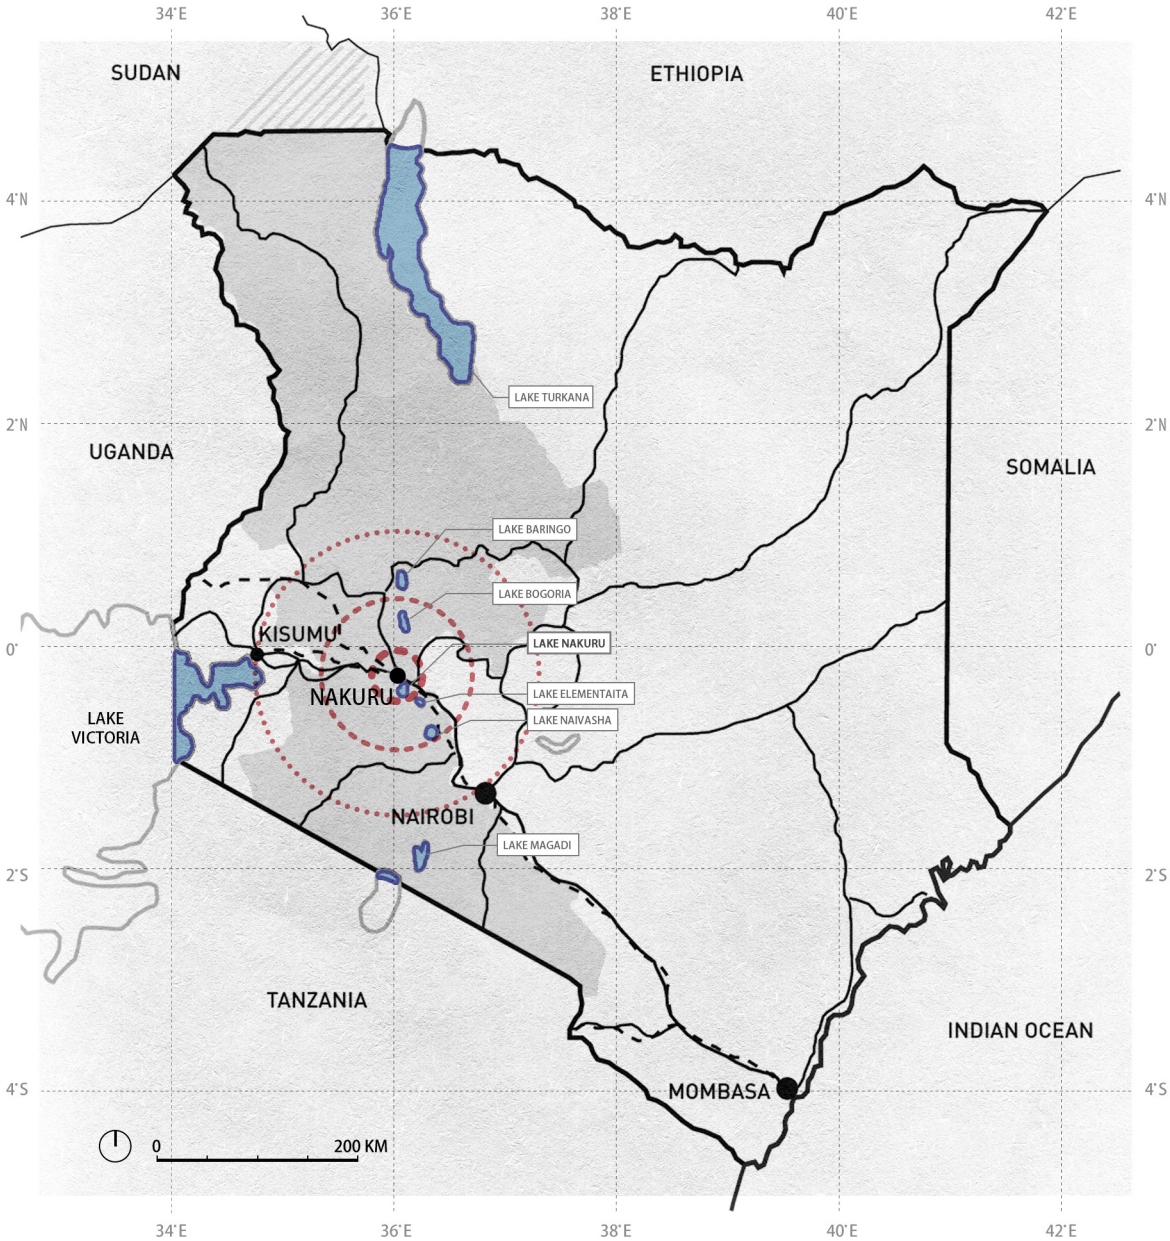 34°E 36°E 38°E 40°E 42°E
SUDAN
ETHIOPIA
4°N 4°N
LAKE TURKANA
2°N 2°N
UGANDA
SOMALIA
LAKE BARINGO
LAKE BOGORIA
KISUMU
LAKE NAKURU
0° 0°
LAKE ELEMENTAITA
NAKURU
LAKE NAIVASHA
LAKE
VICTORIA
NAIROBI
LAKE MAGADI
2°S 2°S
TANZANIA
INDIAN OCEAN
4°S 4°S
MOMBASA
0 200 KM
34°E 36°E 38°E 40°E 42°E